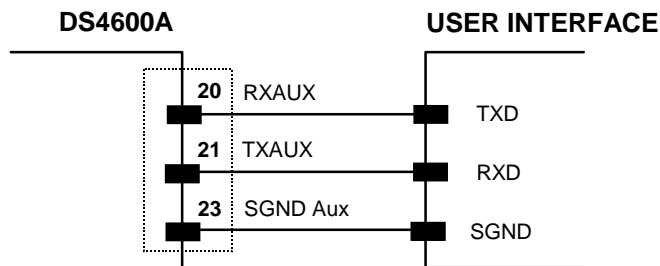 DS4600A USER INTERFACE
20 RXAUX TXD
21 TXAUX RXD
23 SGND Aux SGND